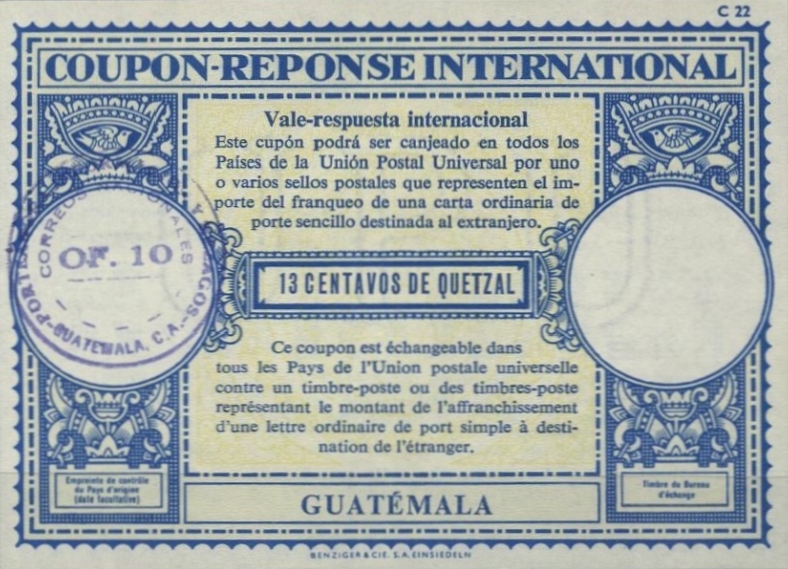 C 22
COUPON-REPONSE INTERNATIONAL
Vale-respuesta internacional
Este cupón podrá ser canjeado en todos los
Países de la Unión Postal Universal por uno
o varios sellos postales que representen el im-
porte del franqueo de una carta ordinaria de
porte sencillo destinada al extranjero.
CORREOS NACIONALES
OF. 10
GUATEMALA, C.A.
13 CENTAVOS DE QUETZAL
Ce coupon est échangeable dans
tous les Pays de l'Union postale universelle
contre un timbre-poste ou des timbres-poste
représentant le montant de l'affranchissement
d'une lettre ordinaire de port simple à desti-
nation de l'étranger.
Empreinte de contrôle
du Pays d'origine
(date facultative)
Timbre du Bureau
d'échange
GUATÉMALA
BENZIGER & CIE. S.A. EINSIEDELN